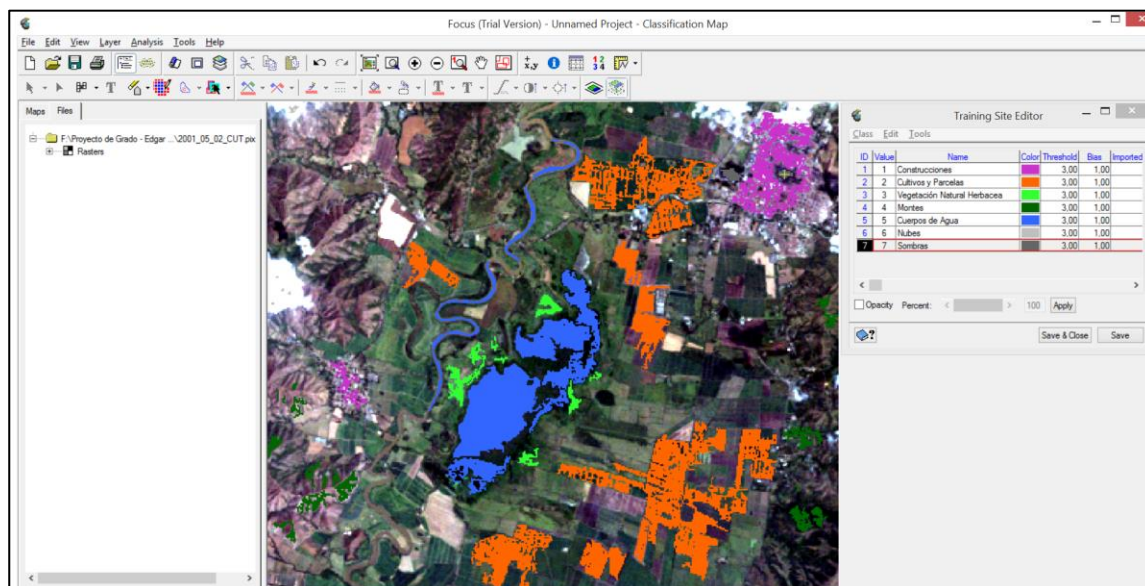 Focus (Trial Version) - Unnamed Project - Classification Map
File Edit View Layer Analysis Tools Help
Maps Files
F:\Proyecto de Grado - Edgar ...\2001_05_02_CUT.pix
Rasters
Training Site Editor
Class Edit Tools
ID Value Name Color Threshold Bias Imported
1 1 Construcciones 3,00 1,00
2 2 Cultivos y Parcelas 3,00 1,00
3 3 Vegetación Natural Herbacea 3,00 1,00
4 4 Montes 3,00 1,00
5 5 Cuerpos de Agua 3,00 1,00
6 6 Nubes 3,00 1,00
7 7 Sombras 3,00 1,00
Opacity Percent: 100 Apply
Save & Close Save